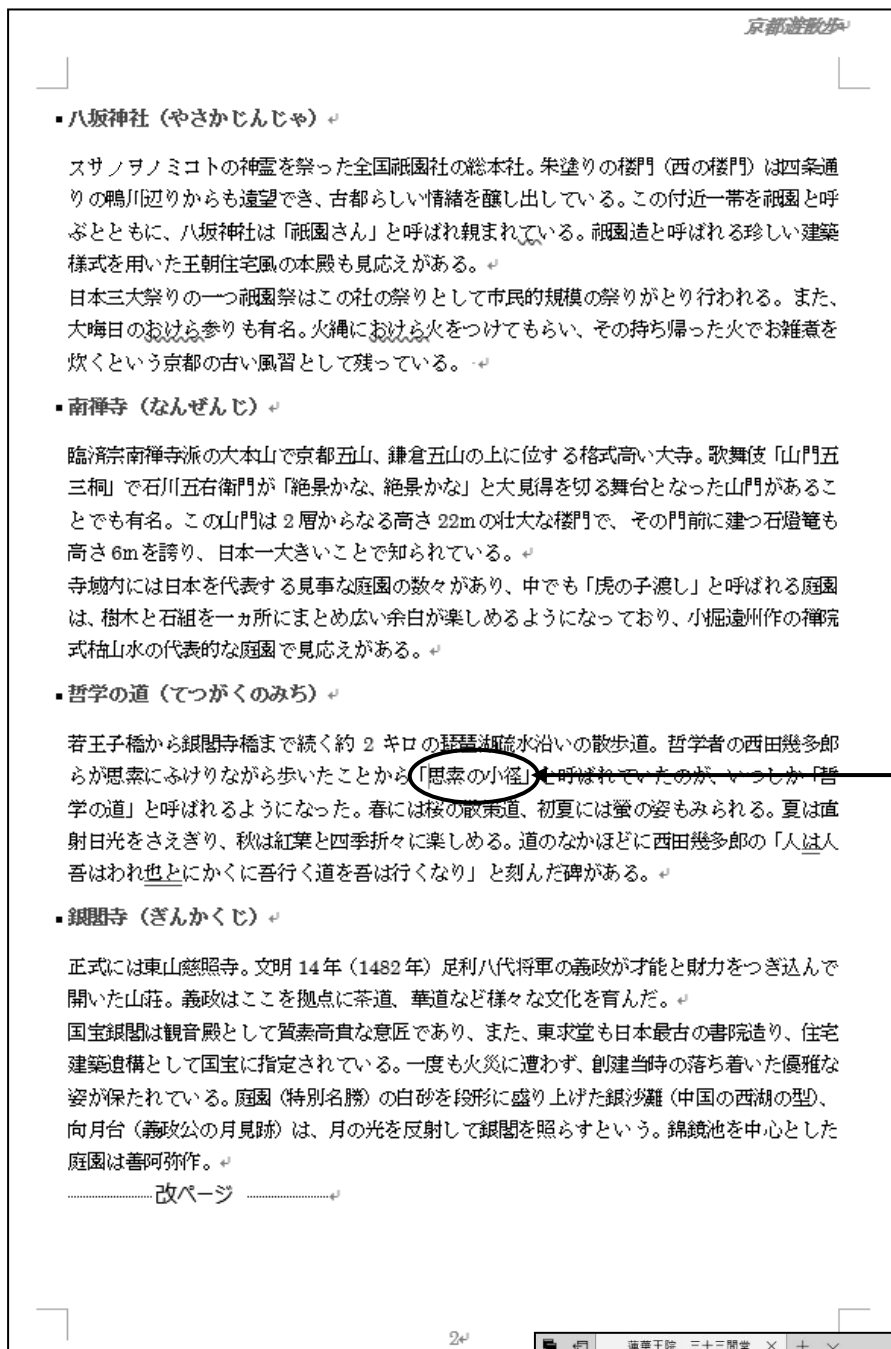 京都遊散歩
八坂神社（やさかじんじゃ）
スサノヲノミコトの神霊を祭った全国祇園社の総本社。朱塗りの楼門（西の楼門）は四条通
りの鴨川辺りからも遠望でき、古都らしい情緒を醸し出している。この付近一帯を祇園と呼
ぶとともに、八坂神社は「祇園さん」と呼ばれ親まれている。祇園造と呼ばれる珍しい建築
様式を用いた王朝住宅風の本殿も見応えがある。
日本三大祭りの一つ祇園祭はこの社の祭りとして市民的規模の祭りがとり行われる。また、
大晦日のおけら参りも有名。火縄におけら火をつけてもらい、その持ち帰った火でお雑煮を
炊くという京都の古い風習として残っている。
南禅寺（なんぜんじ）
臨済宗南禅寺派の大本山で京都五山、鎌倉五山の上に位する格式高い大寺。歌舞伎「山門五
三桐」で石川五右衛門が「絶景かな、絶景かな」と大見得を切る舞台となった山門があるこ
とでも有名。この山門は2層からなる高さ22mの壮大な楼門で、その門前に建つ石燈篭も
高さ6mを誇り、日本一大きいことで知られている。
寺域内には日本を代表する見事な庭園の数々があり、中でも「虎の子渡し」と呼ばれる庭園
は、樹木と石組を一ヵ所にまとめ広い余白が楽しめるようになっており、小掘遠州作の禅院
式枯山水の代表的な庭園で見応えがある。
哲学の道（てつがくのみち）
若王子橋から銀閣寺橋まで続く約 2 キロの琵琶湖疏水沿いの散歩道。哲学者の西田幾多郎
らが思索にふけりながら歩いたことから「思索の小径」と呼ばれていたのが、いつしか「哲
学の道」と呼ばれるようになった。春には桜の散策道、初夏には螢の姿もみられる。夏は直
射日光をさえぎり、秋は紅葉と四季折々に楽しめる。道のなかほどに西田幾多郎の「人は人
吾はわれ也とにかくに吾行く道を吾は行くなり」と刻んだ碑がある。
銀閣寺（ぎんかくじ）
正式には東山慈照寺。文明14年（1482年）足利八代将軍の義政が才能と財力をつぎ込んで
開いた山荘。義政はここを拠点に茶道、華道など様々な文化を育んだ。
国宝銀閣は観音殿として質素高貴な意匠であり、また、東求堂も日本最古の書院造り、住宅
建築遺構として国宝に指定されている。一度も火災に遭わず、創建当時の落ち着いた優雅な
姿が保たれている。庭園（特別名勝）の白砂を段形に盛り上げた銀沙灘（中国の西湖の型）、
向月台（義政公の月見跡）は、月の光を反射して銀閣を照らすという。錦鏡池を中心とした
庭園は善阿弥作。
改ページ
2
蓮華王院 三十三間堂